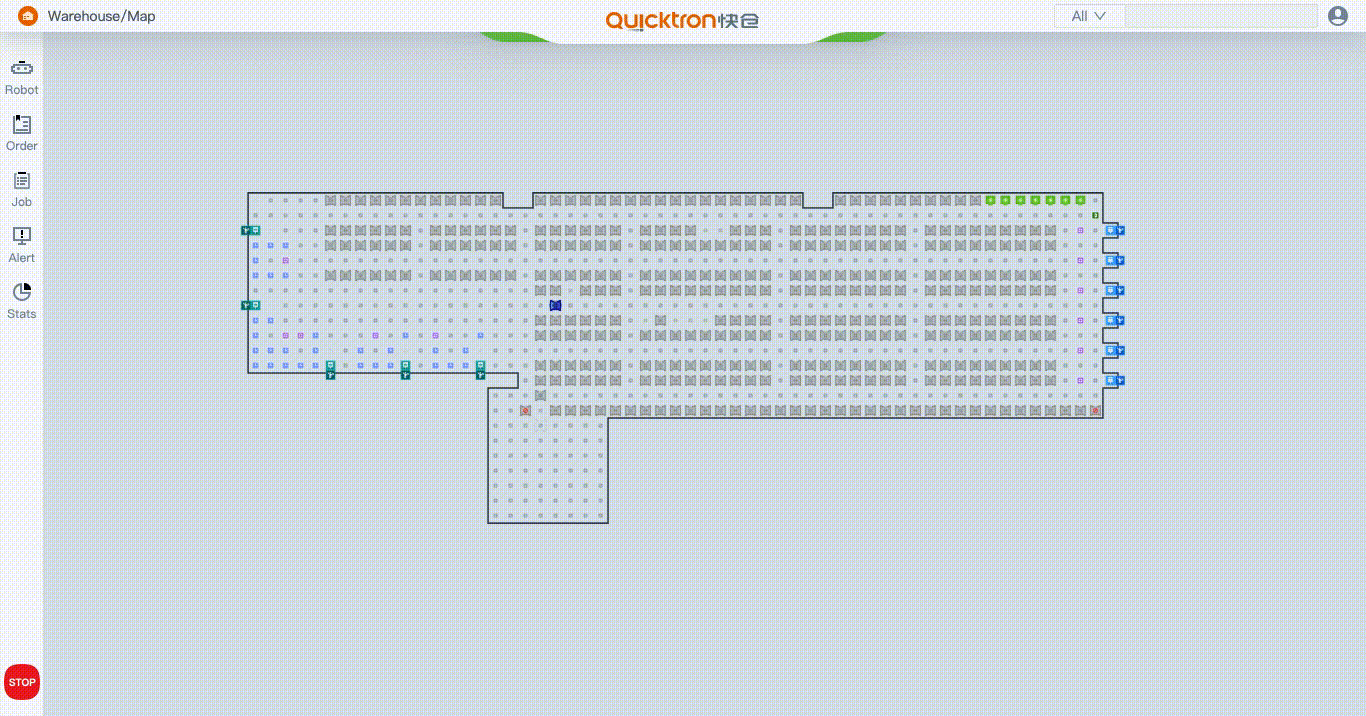 Warehouse/Map
Quicktron快仓
All
Robot
Order
Job
Alert
Stats
STOP